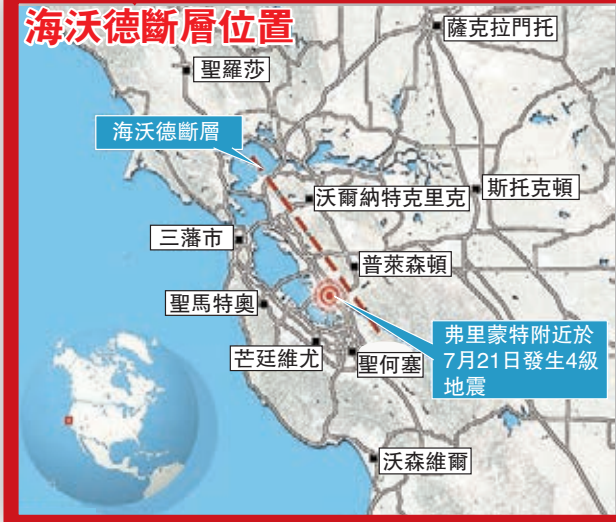 海沃德斷層位置
薩克拉門托
聖羅莎
海沃德斷層
沃爾納特克里克
斯托克頓
三藩市
普萊森頓
聖馬特奧
弗里蒙特附近於
7月21日發生4級
地震
芒廷維尤
聖何塞
沃森維爾